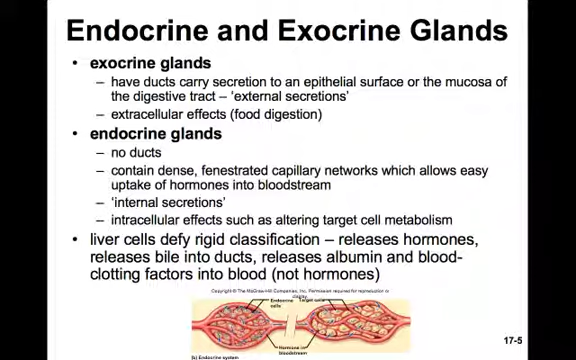 Endocrine and Exocrine Glands
• exocrine glands
– have ducts carry secretion to an epithelial surface or the mucosa of
the digestive tract – ‘external secretions’
– extracellular effects (food digestion)
• endocrine glands
– no ducts
– contain dense, fenestrated capillary networks which allows easy
uptake of hormones into bloodstream
– ‘internal secretions’
– intracellular effects such as altering target cell metabolism
• liver cells defy rigid classification – releases hormones,
releases bile into ducts, releases albumin and blood-
clotting factors into blood (not hormones)
Copyright © The McGraw-Hill Companies, Inc. Permission required for reproduction or
display.
Endocrine
cells
Target cells
Hormone in
bloodstream
(b) Endocrine system
17-5